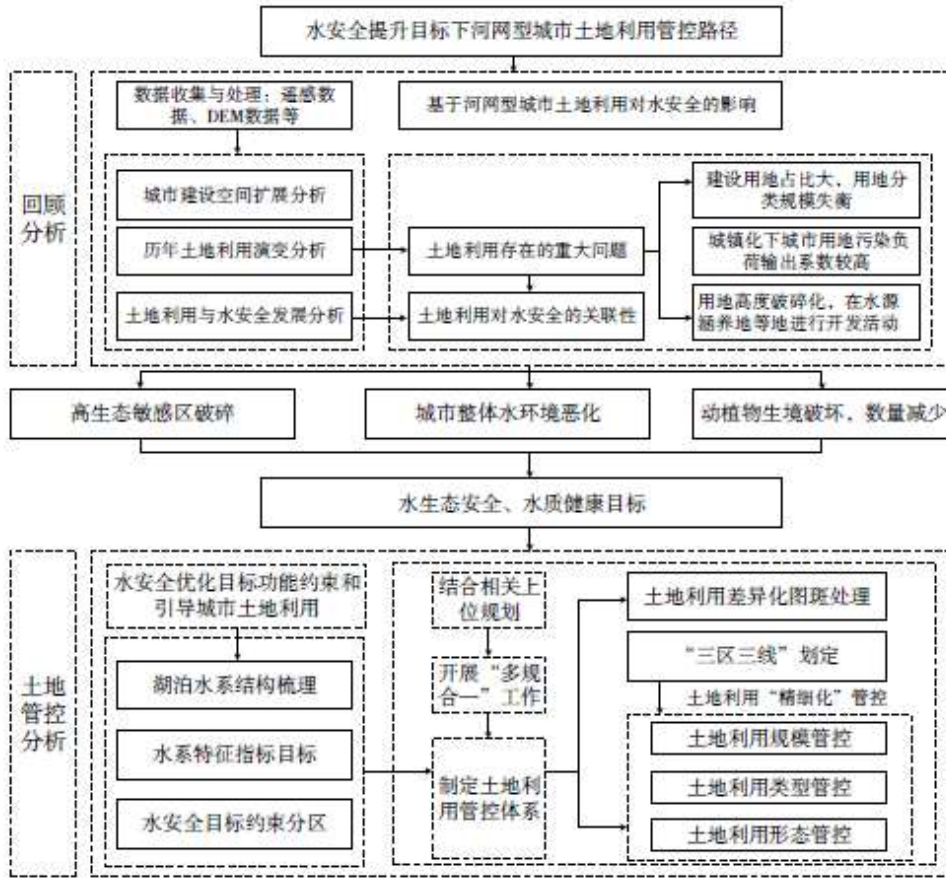 水安全提升目标下河网型城市土地利用管控路径
回顾
分析
数据收集与处理：遥感数
据、DEM数据等
基于河网型城市土地利用对水安全的影响
城市建设空间扩展分析
历年土地利用演变分析
土地利用与水安全发展分析
土地利用存在的重大问题
土地利用对水安全的关联性
建设用地占比大，用地分
类规模失衡
城镇化下城市用地污染负
荷输出系数较高
用地高度破碎化，在水源
涵养地等地进行开发活动
高生态敏感区破碎
城市整体水环境恶化
动植物生境破坏，数量减少
水生态安全、水质健康目标
土地
管控
分析
水安全优化目标功能约束和
引导城市土地利用
湖泊水系结构梳理
水系特征指标目标
水安全目标约束分区
结合相关上
位规划
开展“多规
合一”工作
制定土地利
用管控体系
土地利用差异化图斑处理
“三区三线”划定
土地利用“精细化”管控
土地利用规模管控
土地利用类型管控
土地利用形态管控